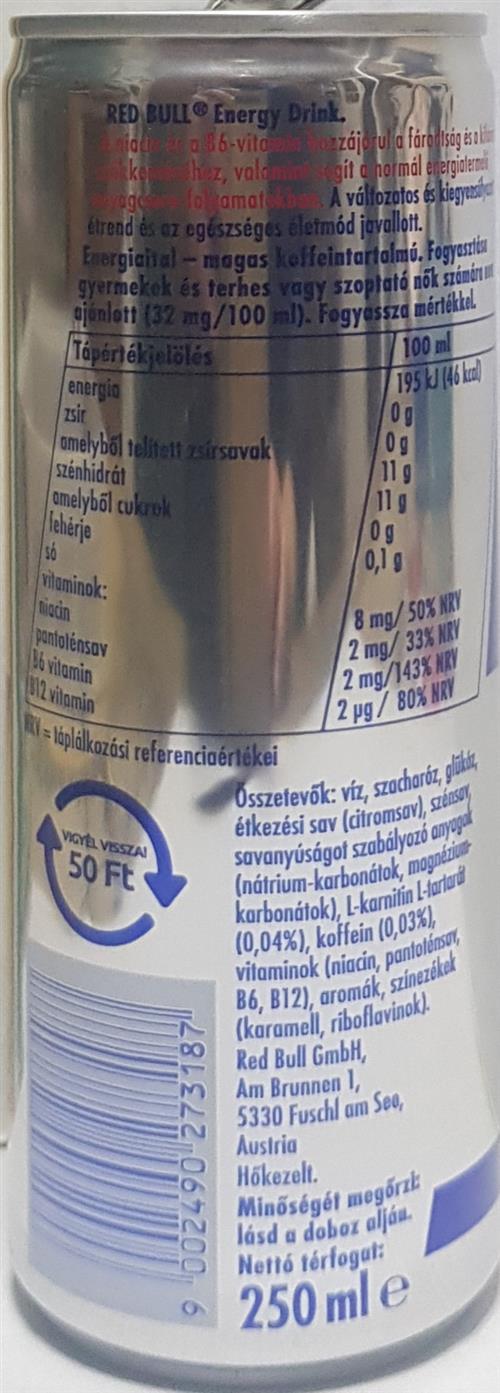 RED BULL® Energy Drink.
A niacin és a B6-vitamin hozzájárul a fáradtság és a
csökkentéséhez, valamint segít a normál energiatermelő
anyagcsere-folyamatokban. A változatos és kiegyensúlyozott
étrend és az egészséges életmód javallott.
Energiaital – magas koffeintartalmú. Fogyasztása
gyermekek és terhes vagy szoptató nők számára nem
ajánlott (32 mg/100 ml). Fogyassza mértékkel.
Tápértékjelölés 100 ml
energia 195 kJ (46 kcal)
zsír 0 g
amelyből telített zsírsavak 0 g
szénhidrát 11 g
amelyből cukrok 11 g
fehérje 0 g
só 0,1 g
vitaminok:
niacin 8 mg/ 50% NRV
pantoténsav 2 mg/ 33% NRV
B6 vitamin 2 mg/143% NRV
B12 vitamin 2 µg/ 80% NRV
NRV = táplálkozási referenciaértékei
VIGYÉL VISSZA!
50 Ft
Összetevők: víz, szacharóz, glükóz,
étkezési sav (citromsav), szénsav,
savanyúságot szabályozó anyagok
(nátrium-karbonátok, magnézium-
karbonátok), L-karnitin L-tartarát
(0,04%), koffein (0,03%),
vitaminok (niacin, pantoténsav,
B6, B12), aromák, színezékek
(karamell, riboflavinok).
Red Bull GmbH,
Am Brunnen 1,
5330 Fuschl am See,
Austria
Hőkezelt.
Minőségét megőrzi:
lásd a doboz alján.
Nettó térfogat:
250 ml e
9 002490 273187